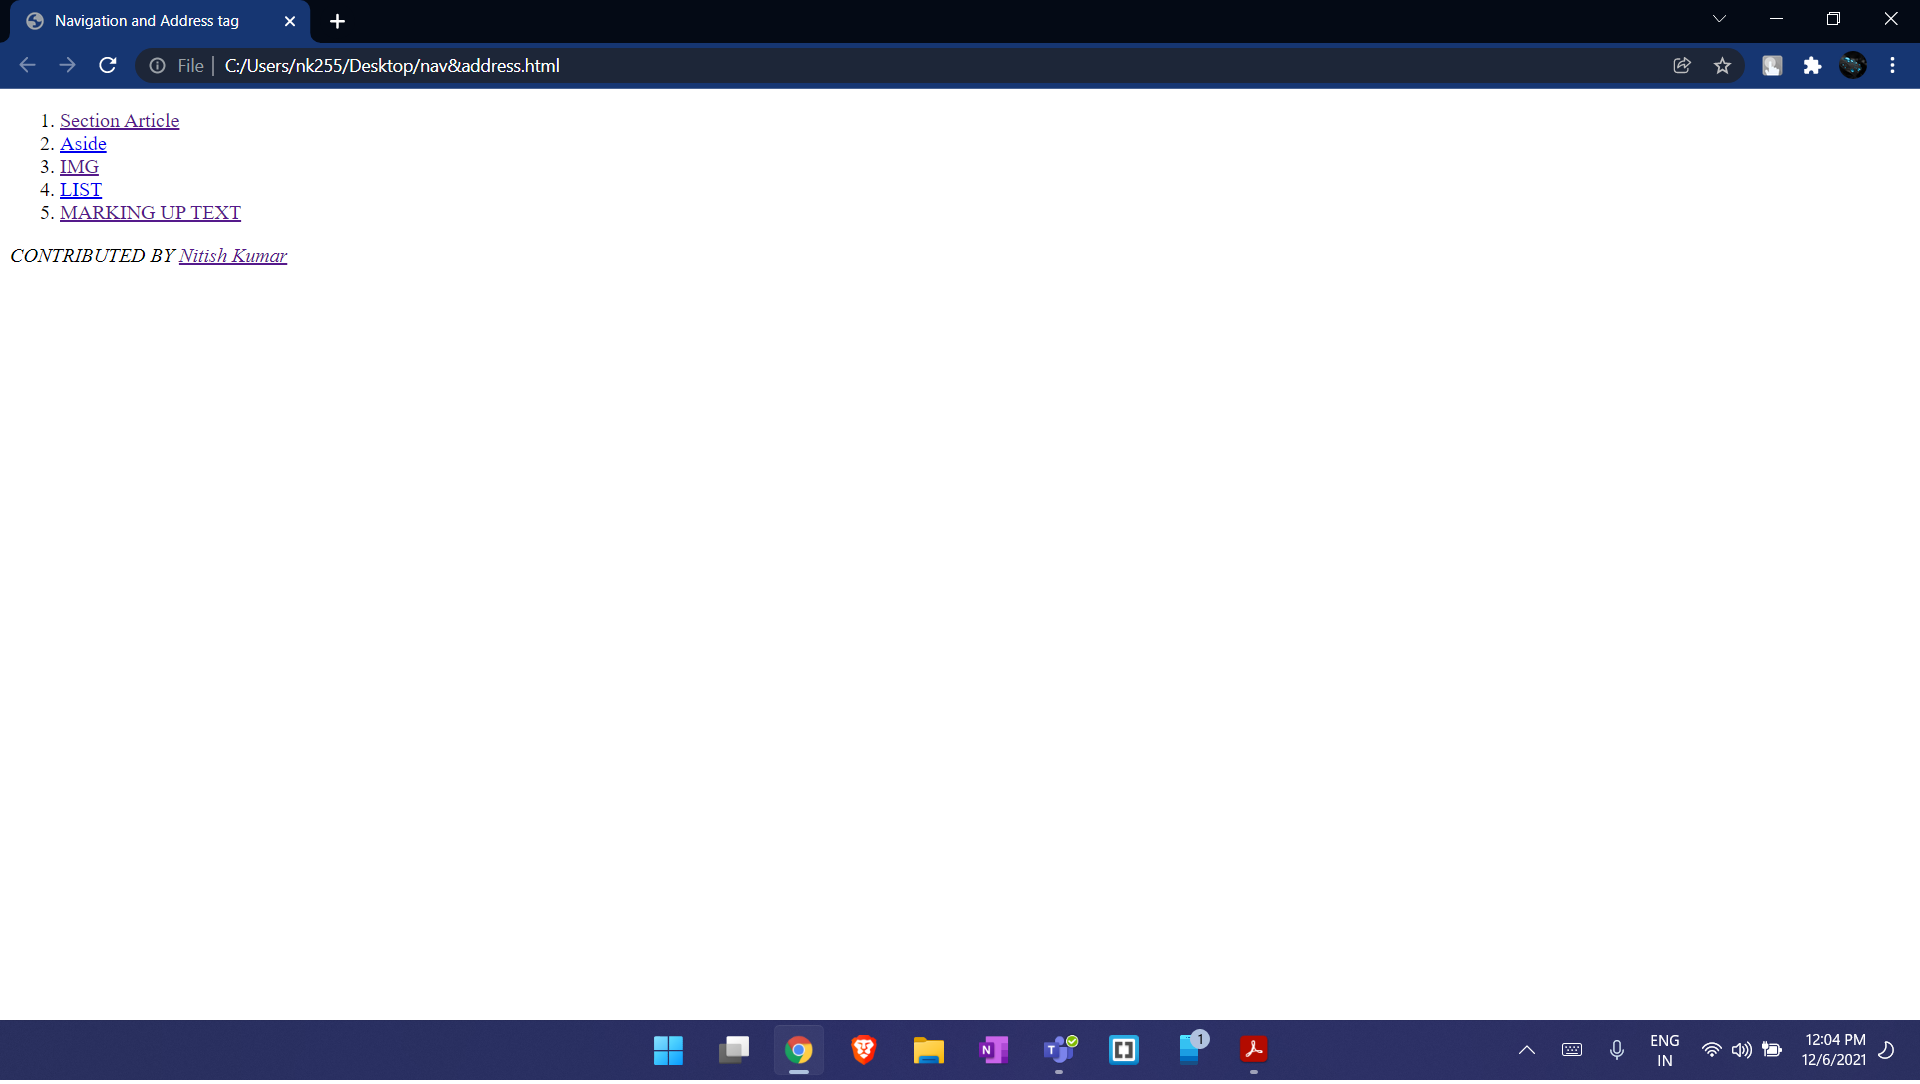 Navigation and Address tag
File | C:/Users/nk255/Desktop/nav&address.html
1. Section Article
2. Aside
3. IMG
4. LIST
5. MARKING UP TEXT
CONTRIBUTED BY Nitish Kumar
1
ENG
IN
12:04 PM
12/6/2021